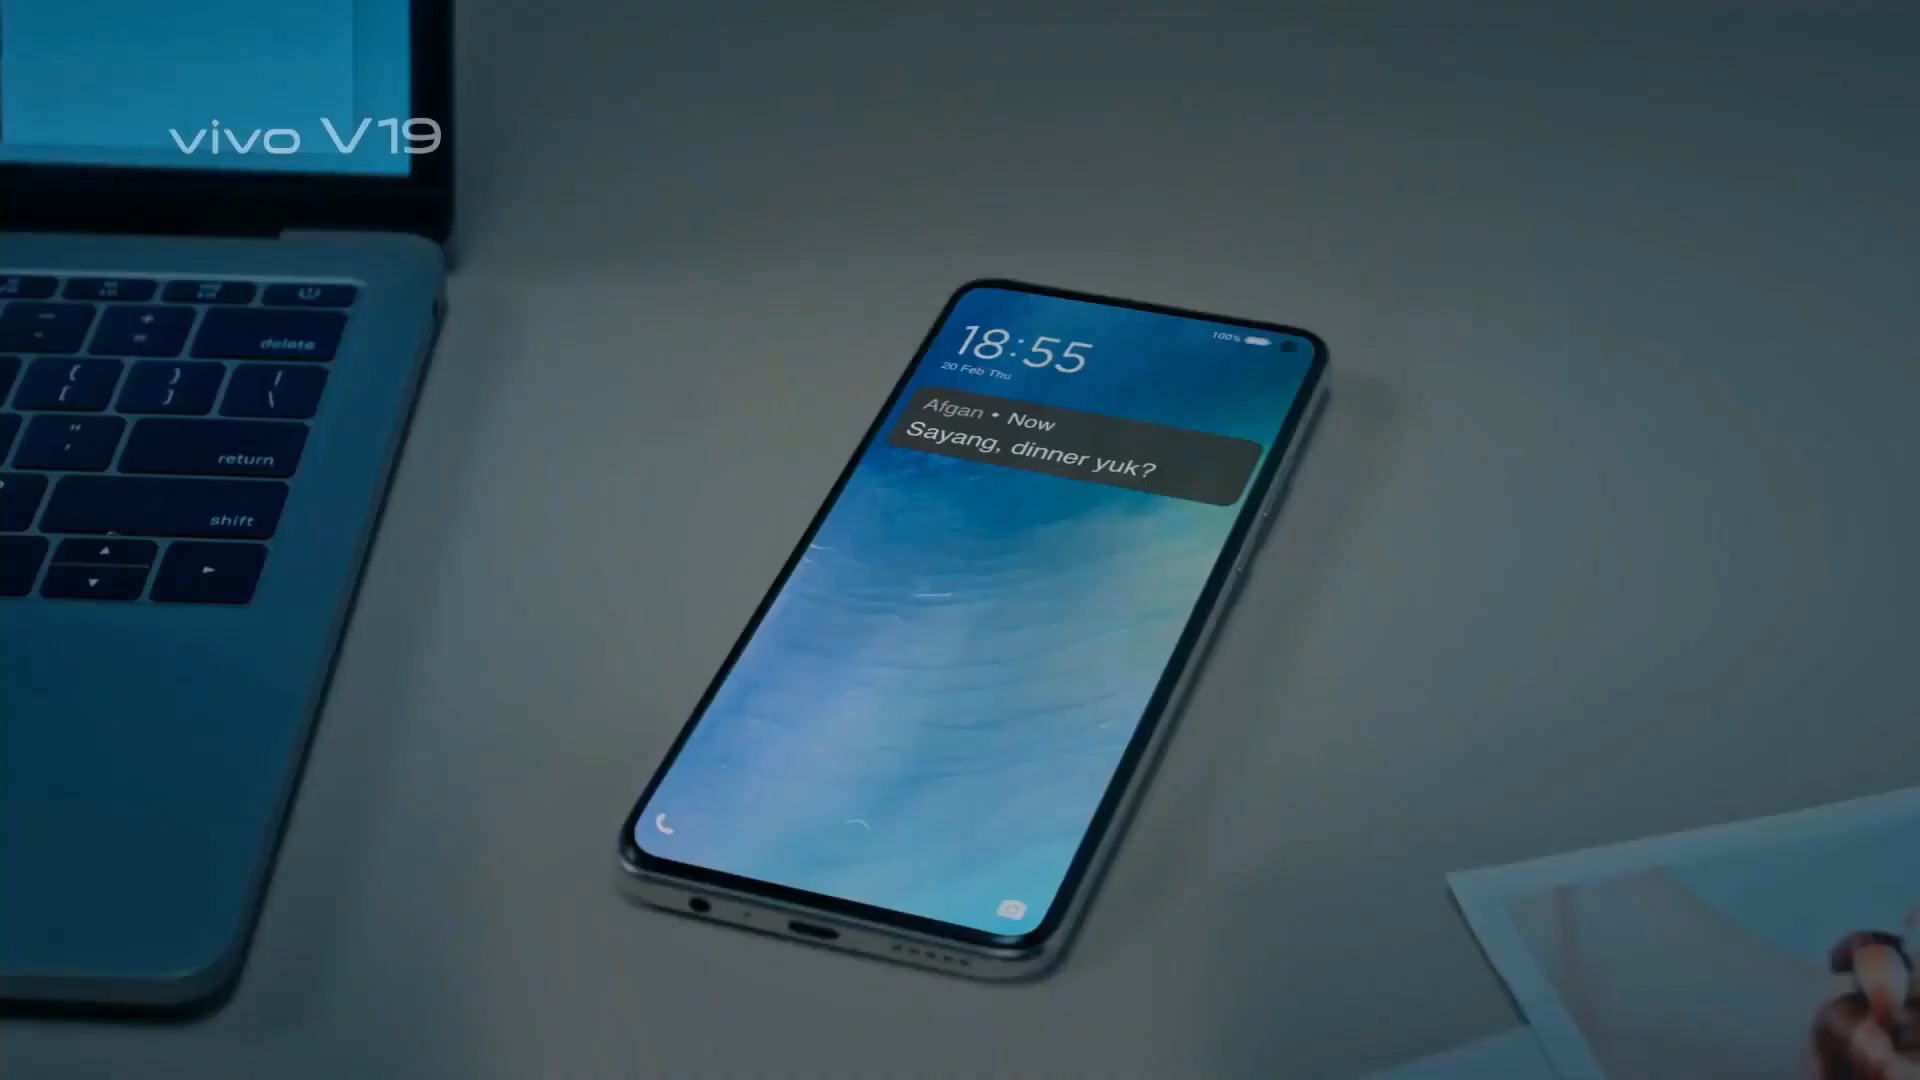 vivo V19
delete
return
shift
18:55
100%
20 Feb Thu
Afgan • Now
Sayang, dinner yuk?